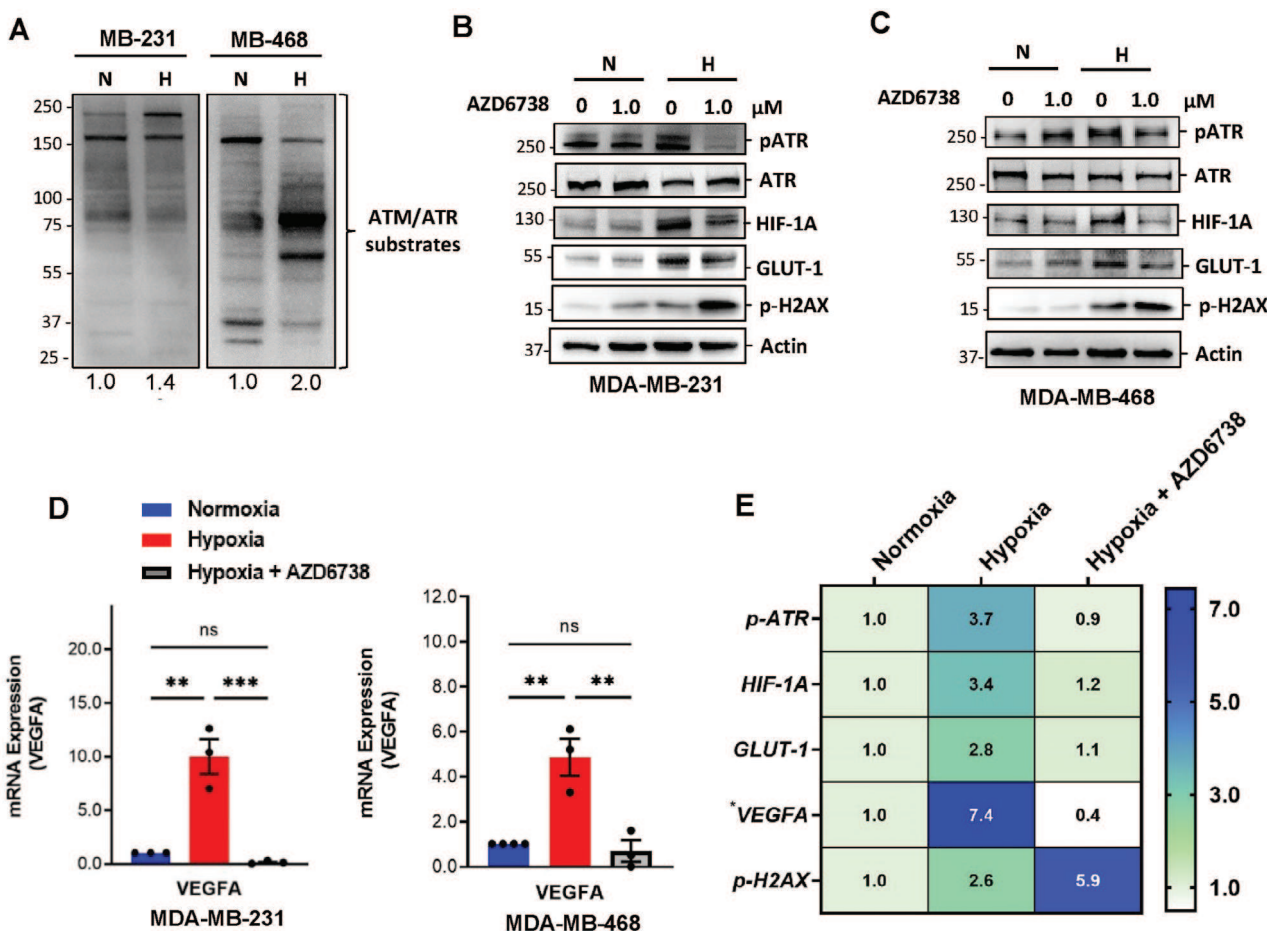 A
MB-231 MB-468
N H N H
250
150
100
75
55
37
25
ATM/ATR
substrates
1.0 1.4 1.0 2.0
B
N H
AZD6738 0 1.0 0 1.0 µM
250 pATR
250 ATR
130 HIF-1A
55 GLUT-1
15 p-H2AX
37 Actin
MDA-MB-231
C
N H
AZD6738 0 1.0 0 1.0 µM
250 pATR
250 ATR
130 HIF-1A
55 GLUT-1
15 p-H2AX
37 Actin
MDA-MB-468
D
Normoxia
Hypoxia
Hypoxia + AZD6738
mRNA Expression
(VEGFA)
20.0
15.0
10.0
5.0
0.0
ns
** ***
VEGFA
MDA-MB-231
mRNA Expression
(VEGFA)
12.0
10.0
8.0
6.0
4.0
2.0
0.0
ns
** **
VEGFA
MDA-MB-468
E
Normoxia Hypoxia Hypoxia + AZD6738
p-ATR 1.0 3.7 0.9
HIF-1A 1.0 3.4 1.2
GLUT-1 1.0 2.8 1.1
*VEGFA 1.0 7.4 0.4
p-H2AX 1.0 2.6 5.9
7.0
5.0
3.0
1.0